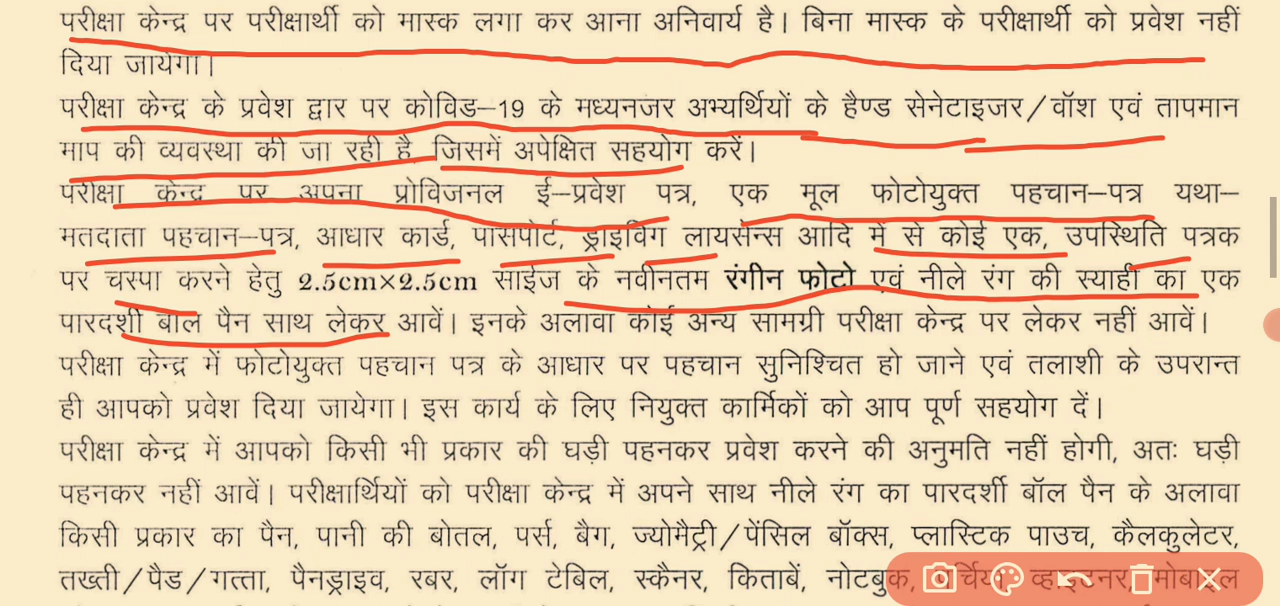 परीक्षा केन्द्र पर परीक्षार्थी को मास्क लगा कर आना अनिवार्य है। बिना मास्क के परीक्षार्थी को प्रवेश नहीं
दिया जायेगा।
परीक्षा केन्द्र के प्रवेश द्वार पर कोविड–19 के मध्यनजर अभ्यर्थियों के हैण्ड सेनेटाइजर/वॉश एवं तापमान
माप की व्यवस्था की जा रही है, जिसमें अपेक्षित सहयोग करें।
परीक्षा केन्द्र पर अपना प्रोविजनल ई–प्रवेश पत्र, एक मूल फोटोयुक्त पहचान–पत्र यथा–
मतदाता पहचान–पत्र, आधार कार्ड, पासपोर्ट, ड्राइविंग लायसेन्स आदि में से कोई एक, उपस्थिति पत्रक
पर चस्पा करने हेतु 2.5cm×2.5cm साईज के नवीनतम रंगीन फोटो एवं नीले रंग की स्याही का एक
पारदर्शी बॉल पैन साथ लेकर आवें। इनके अलावा कोई अन्य सामग्री परीक्षा केन्द्र पर लेकर नहीं आवें।
परीक्षा केन्द्र में फोटोयुक्त पहचान पत्र के आधार पर पहचान सुनिश्चित हो जाने एवं तलाशी के उपरान्त
ही आपको प्रवेश दिया जायेगा। इस कार्य के लिए नियुक्त कार्मिकों को आप पूर्ण सहयोग दें।
परीक्षा केन्द्र में आपको किसी भी प्रकार की घड़ी पहनकर प्रवेश करने की अनुमति नहीं होगी, अतः घड़ी
पहनकर नहीं आवें। परीक्षार्थियों को परीक्षा केन्द्र में अपने साथ नीले रंग का पारदर्शी बॉल पैन के अलावा
किसी प्रकार का पैन, पानी की बोतल, पर्स, बैग, ज्योमैट्री/पेंसिल बॉक्स, प्लास्टिक पाउच, कैलकुलेटर,
तख्ती/पैड/गत्ता, पैनड्राइव, रबर, लॉग टेबिल, स्कैनर, किताबें, नोटबुक, मोबाइल